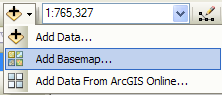 1:765,327
Add Data...
Add Basemap...
Add Data From ArcGIS Online...